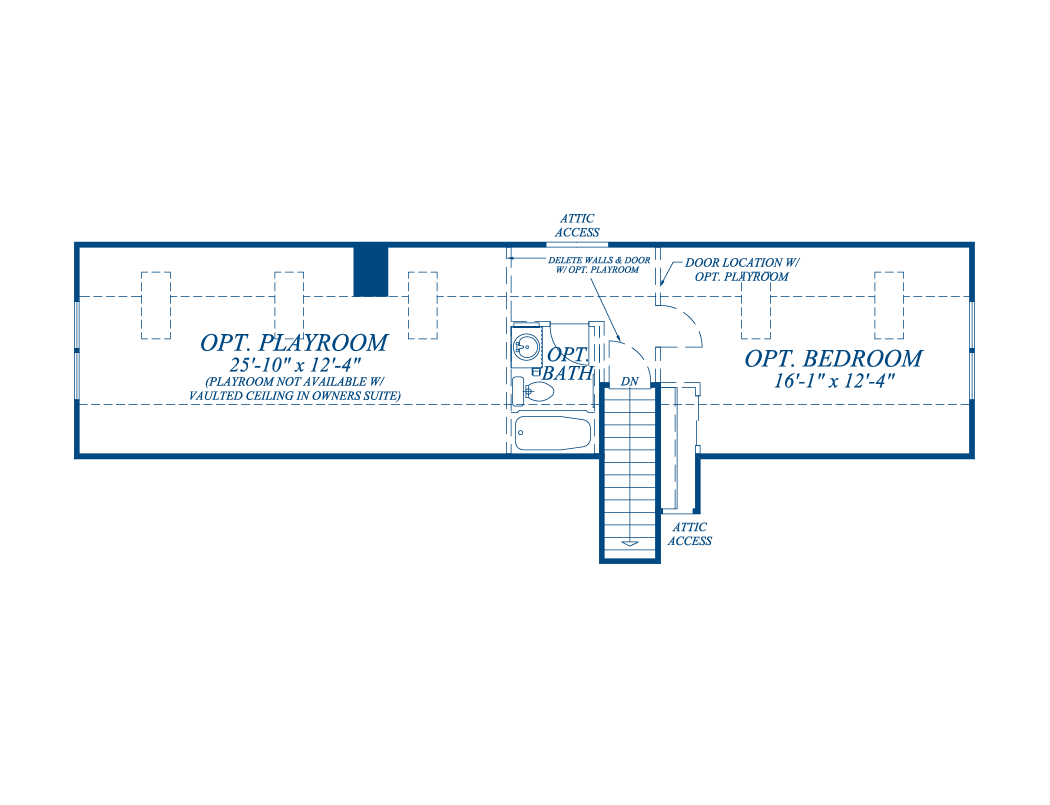 ATTIC
ACCESS
DELETE WALLS & DOOR
W/ OPT. PLAYROOM
DOOR LOCATION W/
OPT. PLAYROOM
OPT. PLAYROOM
25'-10" x 12'-4"
(PLAYROOM NOT AVAILABLE W/
VAULTED CEILING IN OWNERS SUITE)
OPT.
BATH
DN
OPT. BEDROOM
16'-1" x 12'-4"
ATTIC
ACCESS